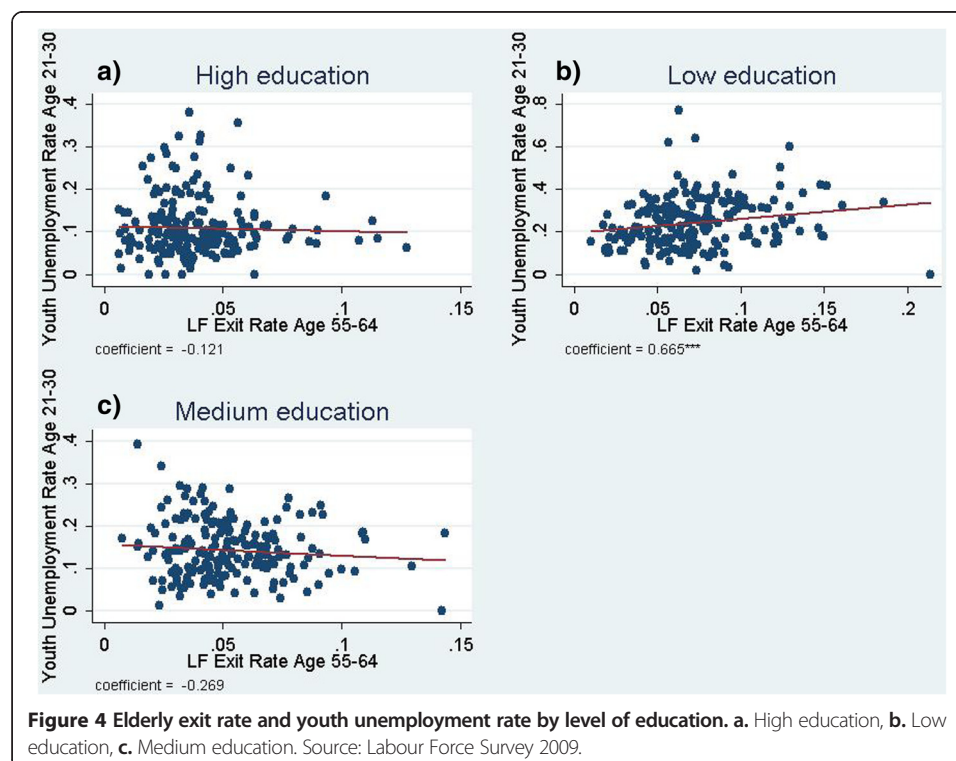 a)
High education
Youth Unemployment Rate Age 21-30
.4
.3
.2
.1
0
0 .05 .1 .15
LF Exit Rate Age 55-64
coefficient = -0.121
b)
Low education
Youth Unemployment Rate Age 21-30
.8
.6
.4
.2
0
0 .05 .1 .15 .2
LF Exit Rate Age 55-64
coefficient = 0.665***
c)
Medium education
Youth Unemployment Rate Age 21-30
.4
.3
.2
.1
0
0 .05 .1 .15
LF Exit Rate Age 55-64
coefficient = -0.269
Figure 4 Elderly exit rate and youth unemployment rate by level of education. a. High education, b. Low
education, c. Medium education. Source: Labour Force Survey 2009.